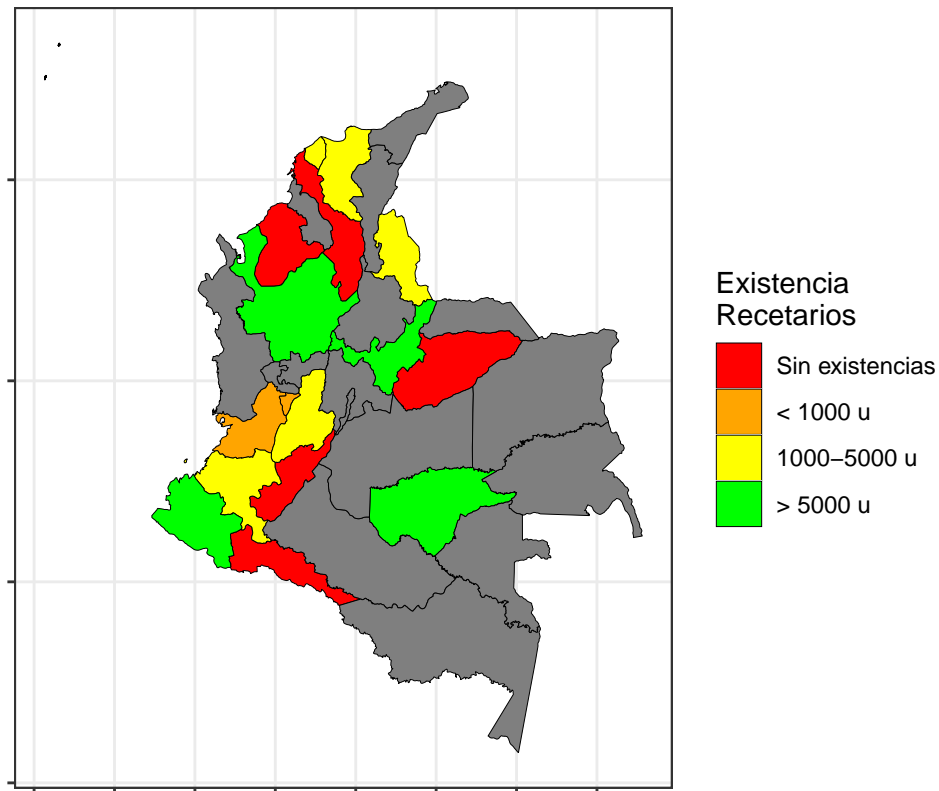 Existencia
Recetarios
Sin existencias
< 1000 u
1000−5000 u
> 5000 u